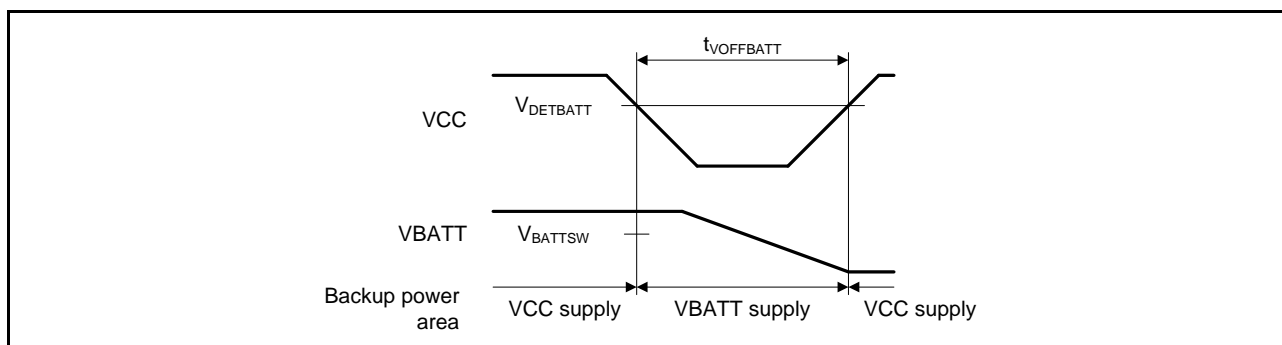 tVOFFBATT
VDETBATT
VCC
VBATT
VBATTSW
Backup power
area
VCC supply
VBATT supply
VCC supply